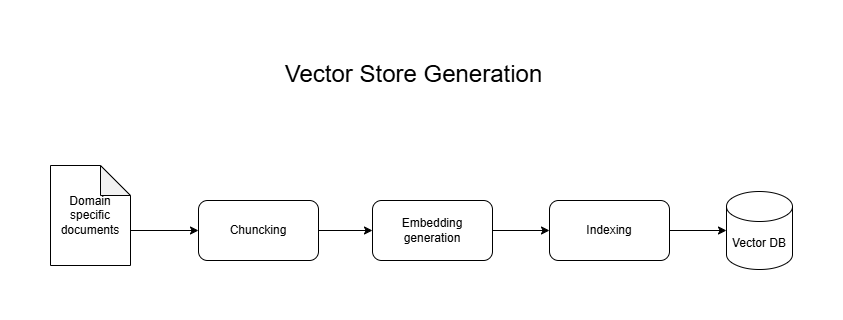 Vector Store Generation
Domain
specific
documents
Chuncking
Embedding
generation
Indexing
Vector DB